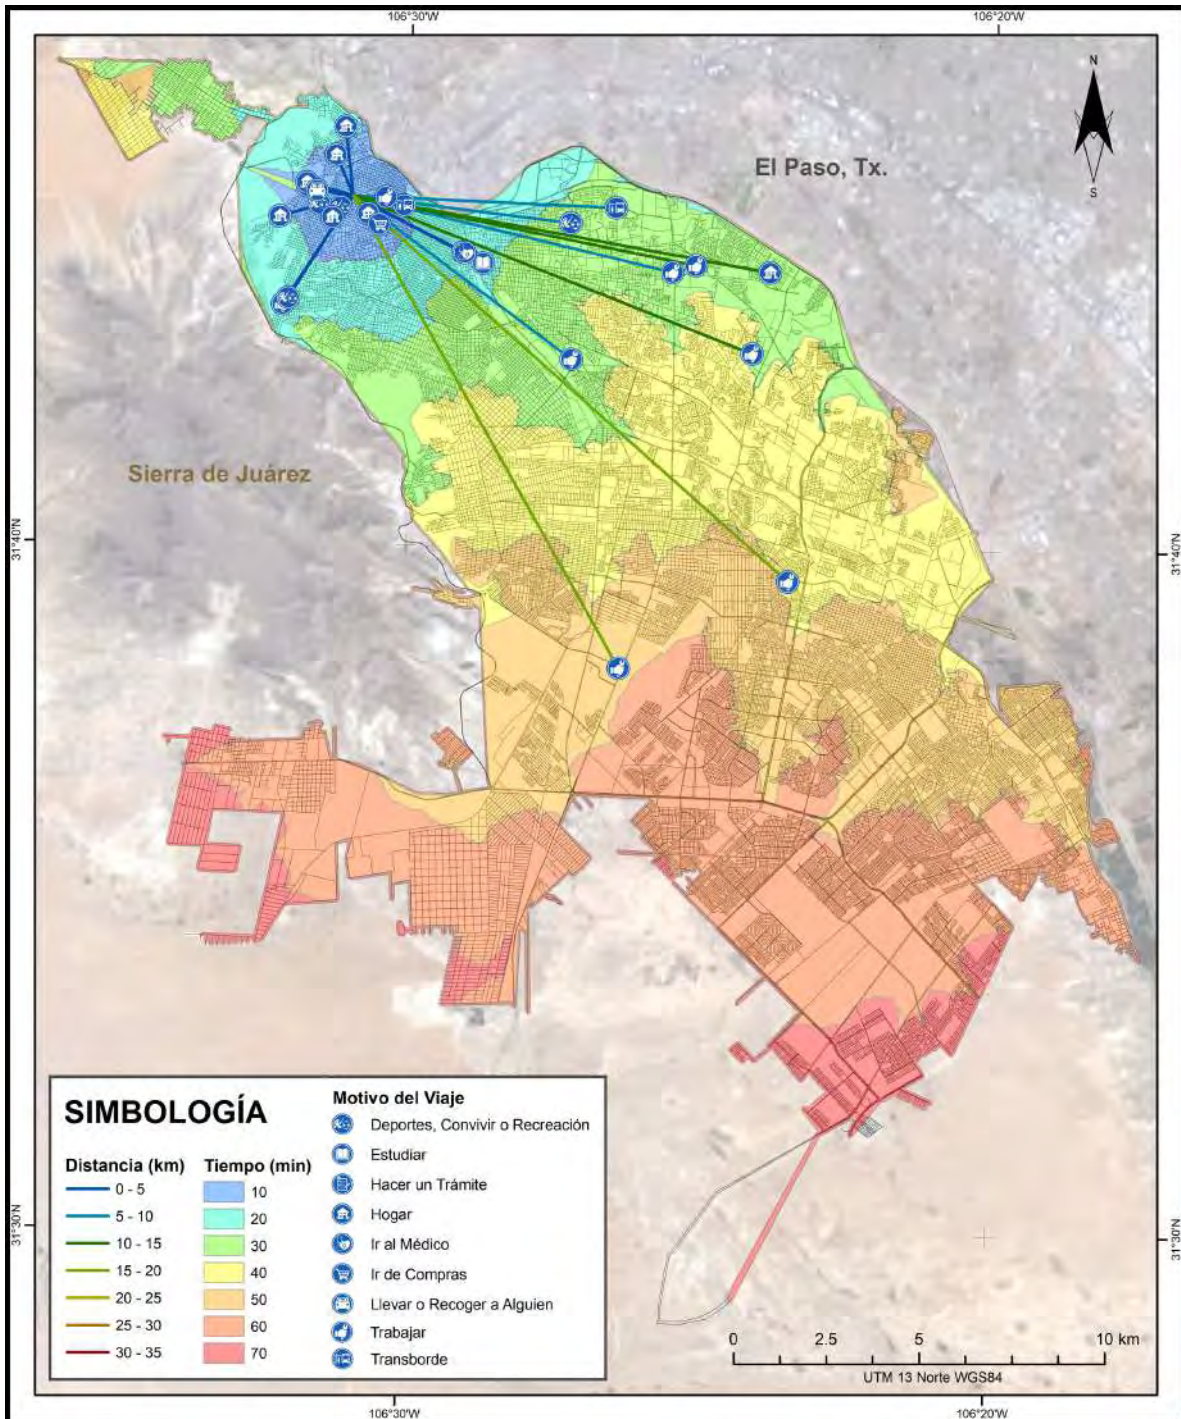 106°30'W
106°20'W
N
S
El Paso, Tx.
Sierra de Juárez
31°40'N
31°40'N
SIMBOLOGÍA
Distancia (km)
0 - 5
5 - 10
10 - 15
15 - 20
20 - 25
25 - 30
30 - 35
Tiempo (min)
10
20
30
40
50
60
70
Motivo del Viaje
Deportes, Convivir o Recreación
Estudiar
Hacer un Trámite
Hogar
Ir al Médico
Ir de Compras
Llevar o Recoger a Alguien
Trabajar
Transborde
31°30'N
31°30'N
0 2.5 5 10 km
UTM 13 Norte WGS84
106°30'W
106°20'W